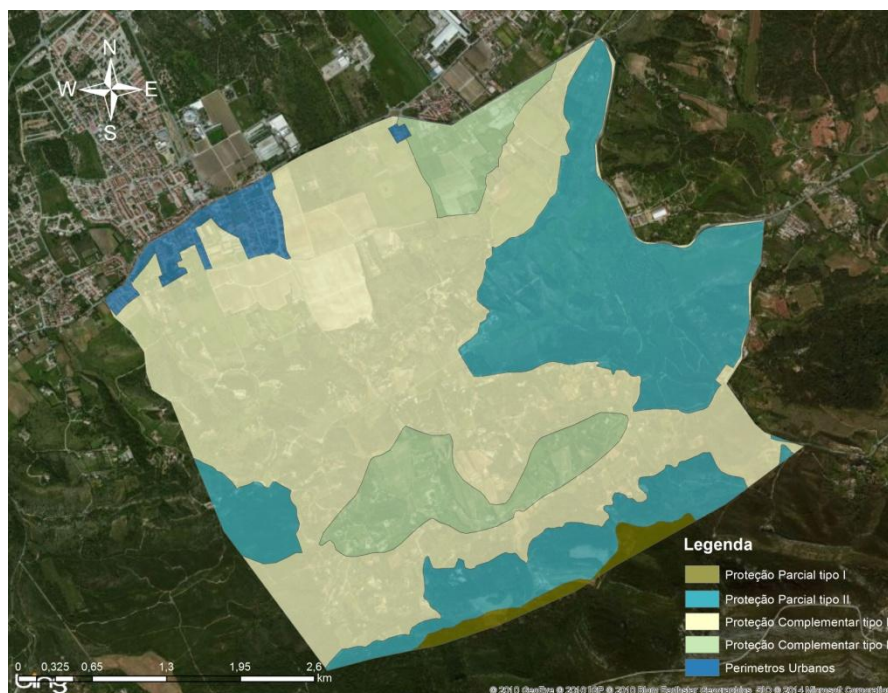 N
W E
S
Legenda
Proteção Parcial tipo I
Proteção Parcial tipo II
Proteção Complementar tipo I
Proteção Complementar tipo I
Perimetros Urbanos
0 0,325 0,65 1,3 1,95 2,6
km